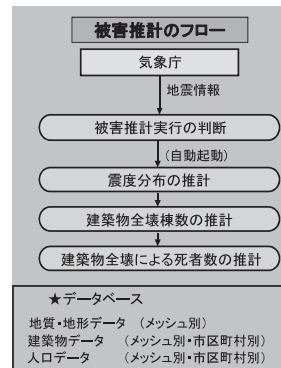 被害推計のフロー
気象庁
地震情報
被害推計実行の判断
(自動起動)
震度分布の推計
建築物全壊棟数の推計
建築物全壊による死者数の推計
★データベース
地質・地形データ (メッシュ別)
建築物データ (メッシュ別・市区町村別)
人口データ (メッシュ別・市区町村別)